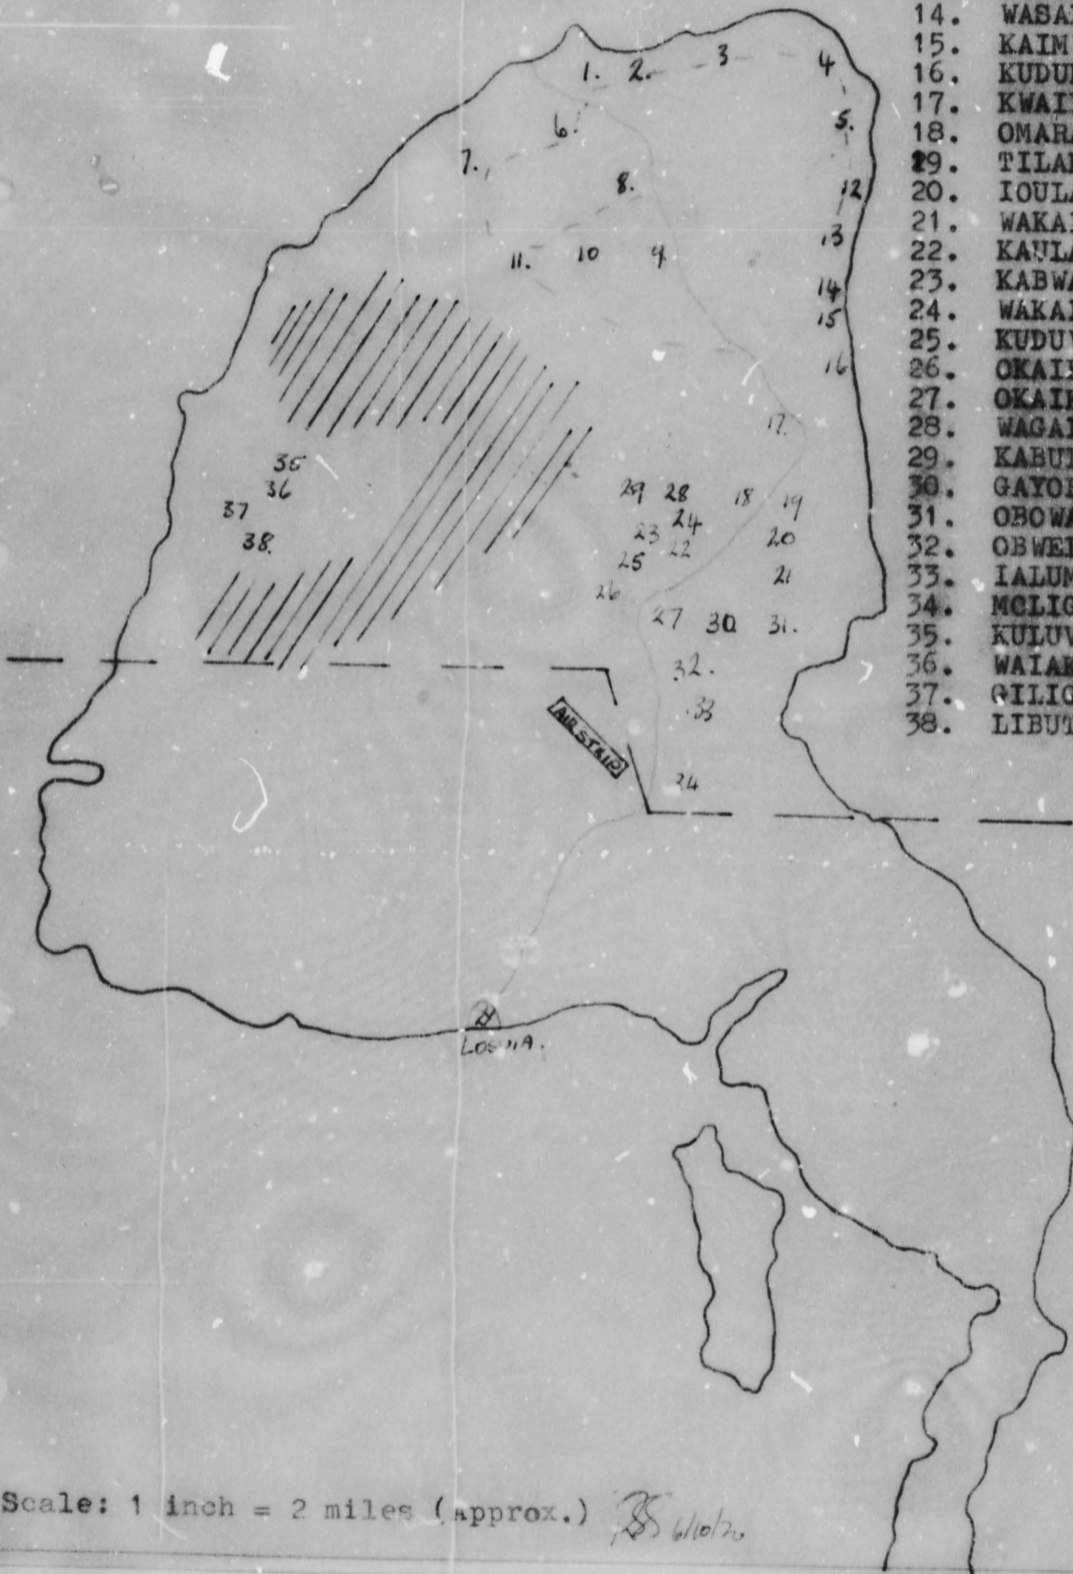 14. WASA
15. KAIM
16. KUDU
17. KWAI
18. OMARA
19. TILA
20. IOULA
21. WAKA
22. KAULA
23. KABWA
24. WAKA
25. KUDUV
26. OKAI
27. OKAI
28. WAGA
29. KABU
30. GAYO
31. OBOWA
32. OBWE
33. IALUM
34. MCLIG
35. KULUV
36. WAIA
37. GILIG
38. LIBUT
1. 2. 3 4
6. 5.
7. 8. 12
11. 10 9. 13
14
15
16
17.
35 29 28 18 19
36 24
37 23 20
38. 25 22
26 21
27 30 31.
32.
33
AIRSTRIP
34
LOSUIA.
Scale: 1 inch = 2 miles (approx.)